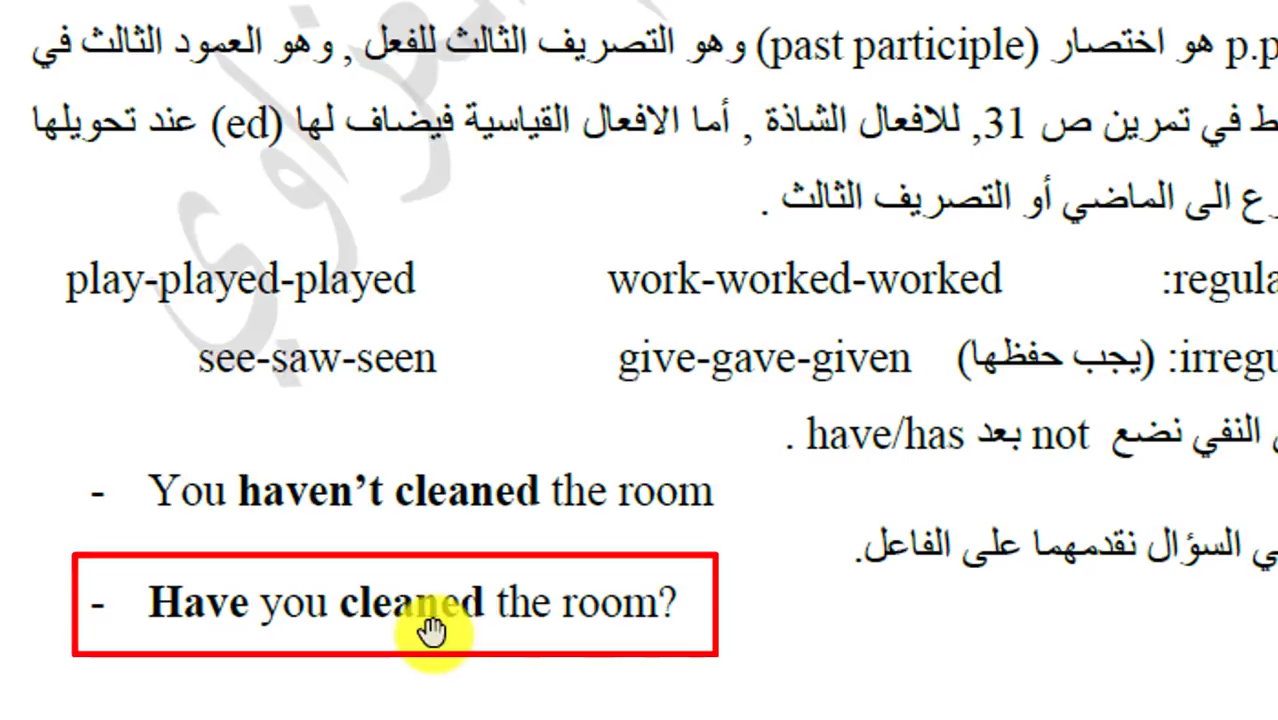 p.p هو اختصار (past participle) وهو التصريف الثالث للفعل , وهو العمود الثالث في
في تمرين ص 31, للافعال الشاذة , أما الافعال القياسية فيضاف لها (ed) عند تحويلها
الى الماضي أو التصريف الثالث .
:regula work-worked-worked play-played-played
:irregu (يجب حفظها) give-gave-given see-saw-seen
النفي نضع not بعد have/has .
- You haven’t cleaned the room
السؤال نقدمهما على الفاعل.
- Have you cleaned the room?